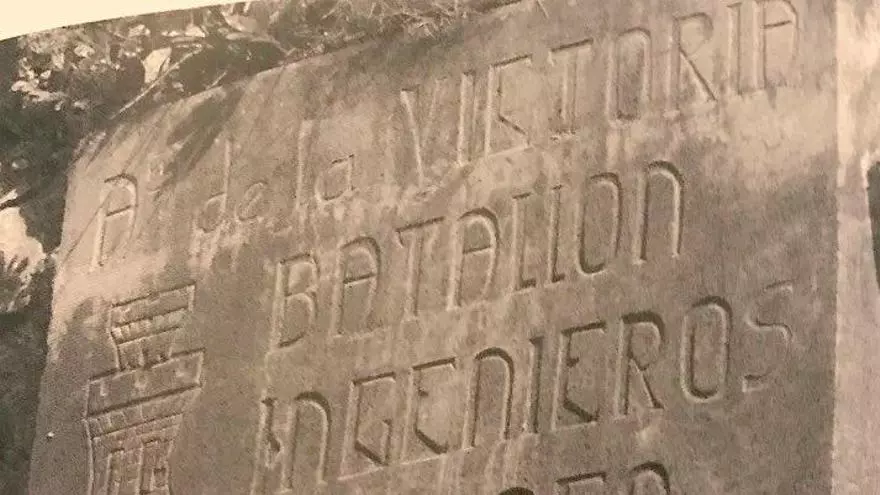 Aº de la VICTORIA
BATALLON
INGENIEROS